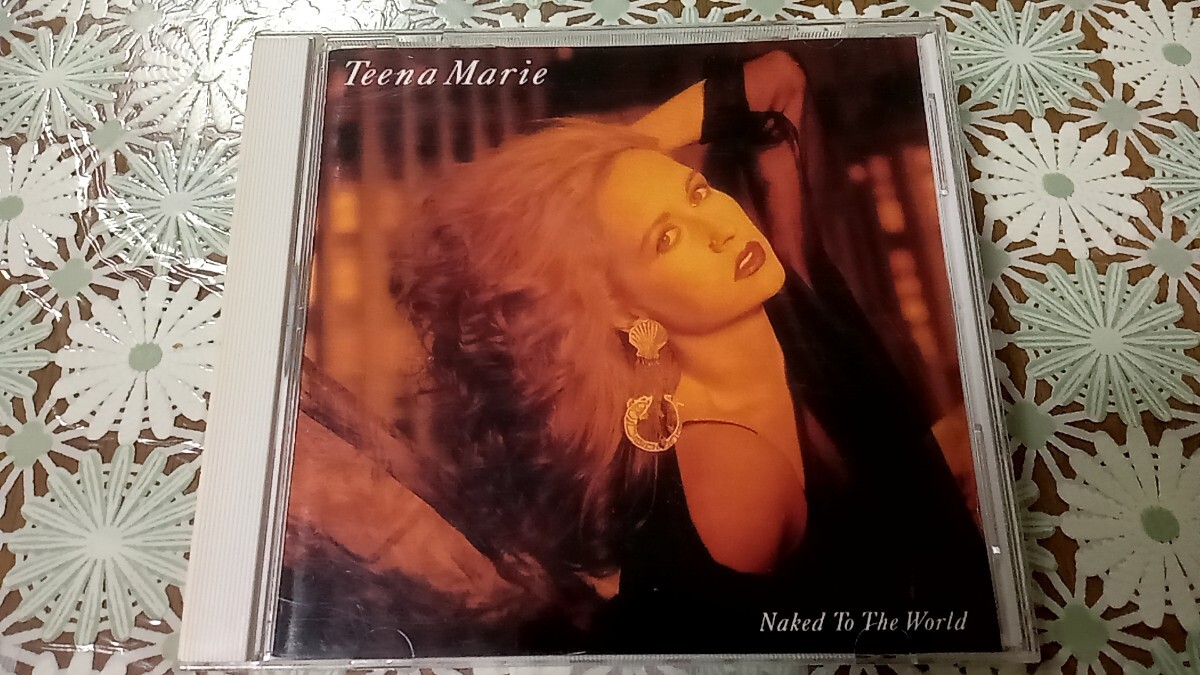 Teena Marie
Naked To The World